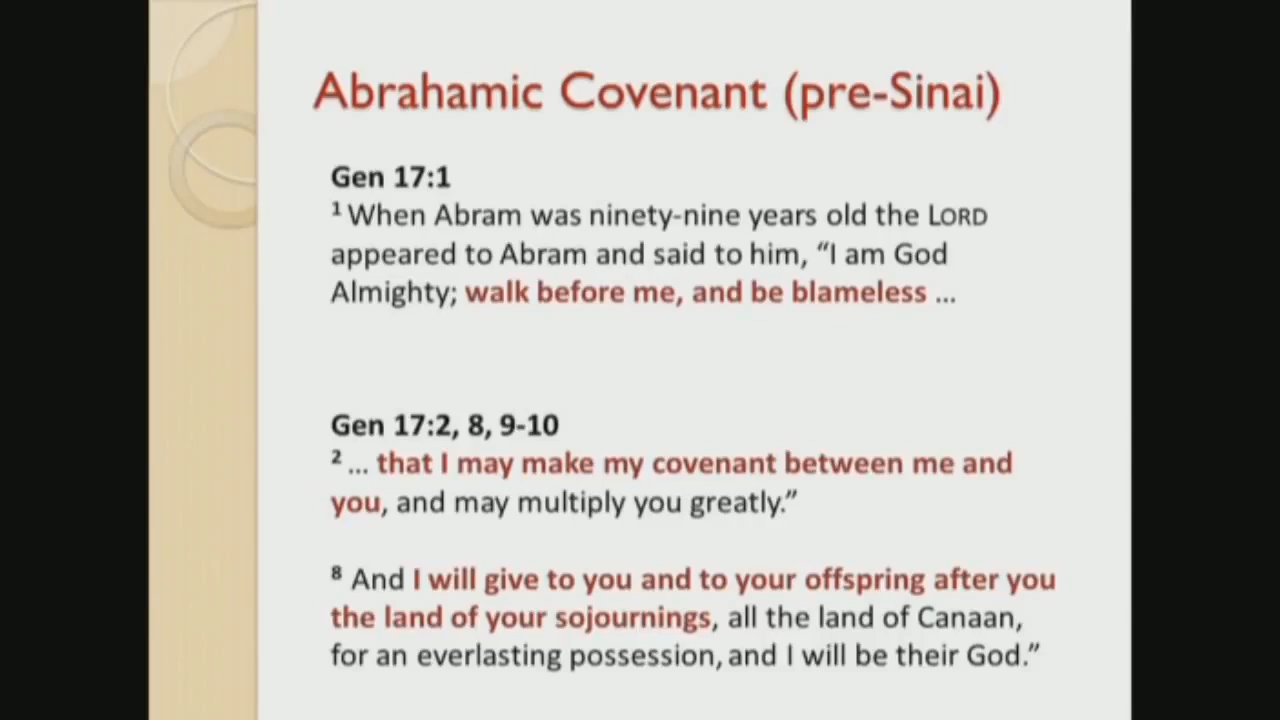 Abrahamic Covenant (pre-Sinai)
Gen 17:1
1 When Abram was ninety-nine years old the LORD
appeared to Abram and said to him, “I am God
Almighty; walk before me, and be blameless ...
Gen 17:2, 8, 9-10
2 ... that I may make my covenant between me and
you, and may multiply you greatly.”
8 And I will give to you and to your offspring after you
the land of your sojournings, all the land of Canaan,
for an everlasting possession, and I will be their God.”